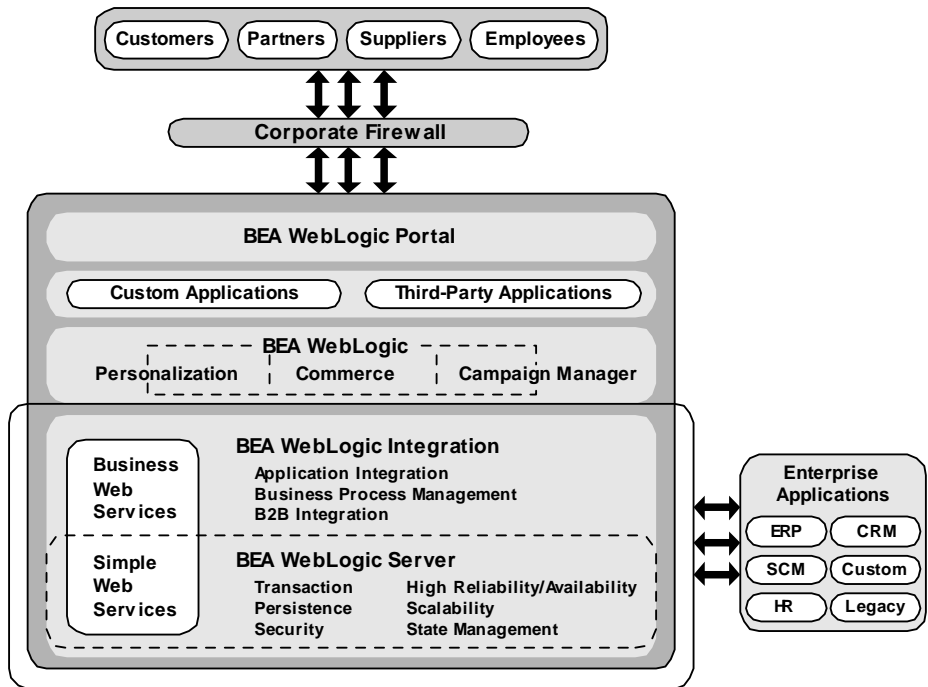 Customers
Partners
Suppliers
Employees
Corporate Firewall
BEA WebLogic Portal
Custom Applications
Third-Party Applications
BEA WebLogic
Personalization
Commerce
Campaign Manager
Business
Web
Services
BEA WebLogic Integration
Application Integration
Business Process Management
B2B Integration
Simple
Web
Services
BEA WebLogic Server
Transaction
High Reliability/Availability
Persistence
Scalability
Security
State Management
Enterprise
Applications
ERP
CRM
SCM
Custom
HR
Legacy